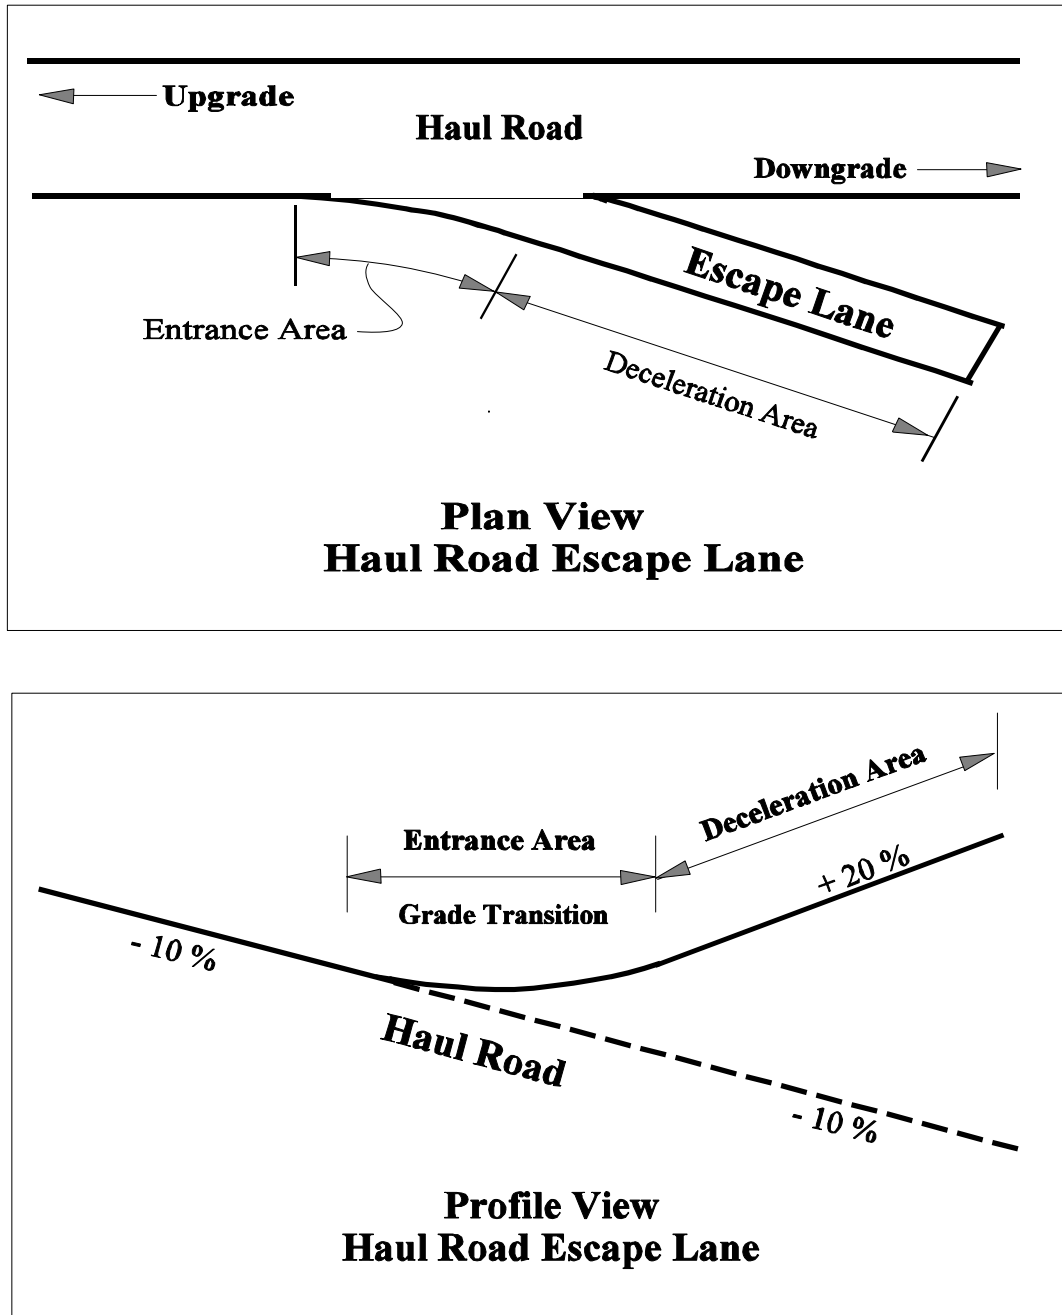 Upgrade
Haul Road
Downgrade
Escape Lane
Entrance Area
Deceleration Area
Plan View
Haul Road Escape Lane
Deceleration Area
Entrance Area
+ 20 %
Grade Transition
- 10 %
Haul Road
- 10 %
Profile View
Haul Road Escape Lane